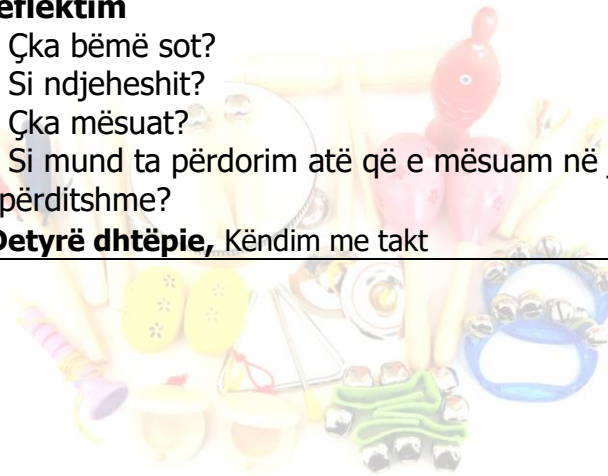 eflektim
Çka bëmë sot?
Si ndjeheshit?
Çka mësuat?
Si mund ta përdorim atë që e mësuam në
përditshme?
Detyrë dhtëpie, Këndim me takt